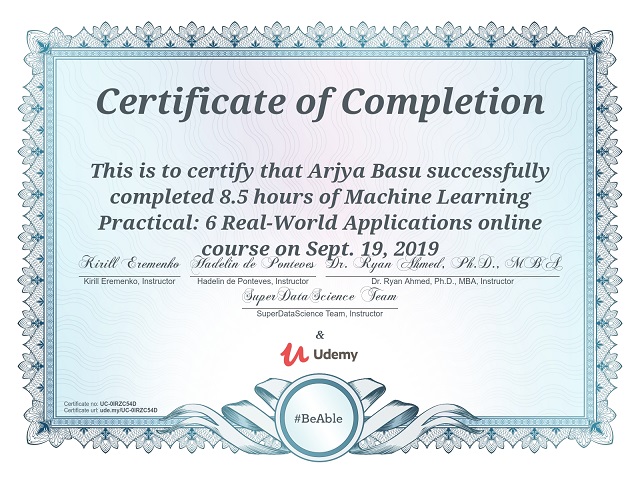 Certificate of Completion
This is to certify that Arjya Basu successfully
completed 8.5 hours of Machine Learning
Practical: 6 Real-World Applications online
course on Sept. 19, 2019
Kirill Eremenko Hadelin de Ponteves Dr. Ryan Ahmed, Ph.D., MBA
Kirill Eremenko, Instructor Hadelin de Ponteves, Instructor Dr. Ryan Ahmed, Ph.D., MBA, Instructor
SuperDataScience Team
SuperDataScience Team, Instructor
&
Udemy
#BeAble
Certificate no: UC-0IRZC54D
Certificate url: ude.my/UC-0IRZC54D